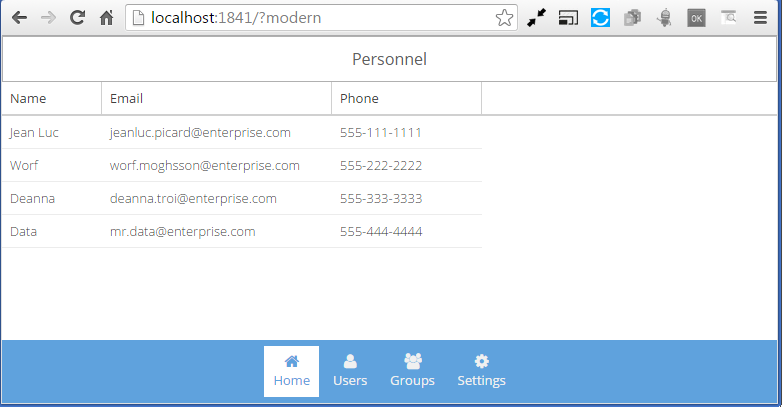 localhost:1841/?modern
OK
Personnel
Name Email Phone
Jean Luc jeanluc.picard@enterprise.com 555-111-1111
Worf worf.moghsson@enterprise.com 555-222-2222
Deanna deanna.troi@enterprise.com 555-333-3333
Data mr.data@enterprise.com 555-444-4444
Home Users Groups Settings